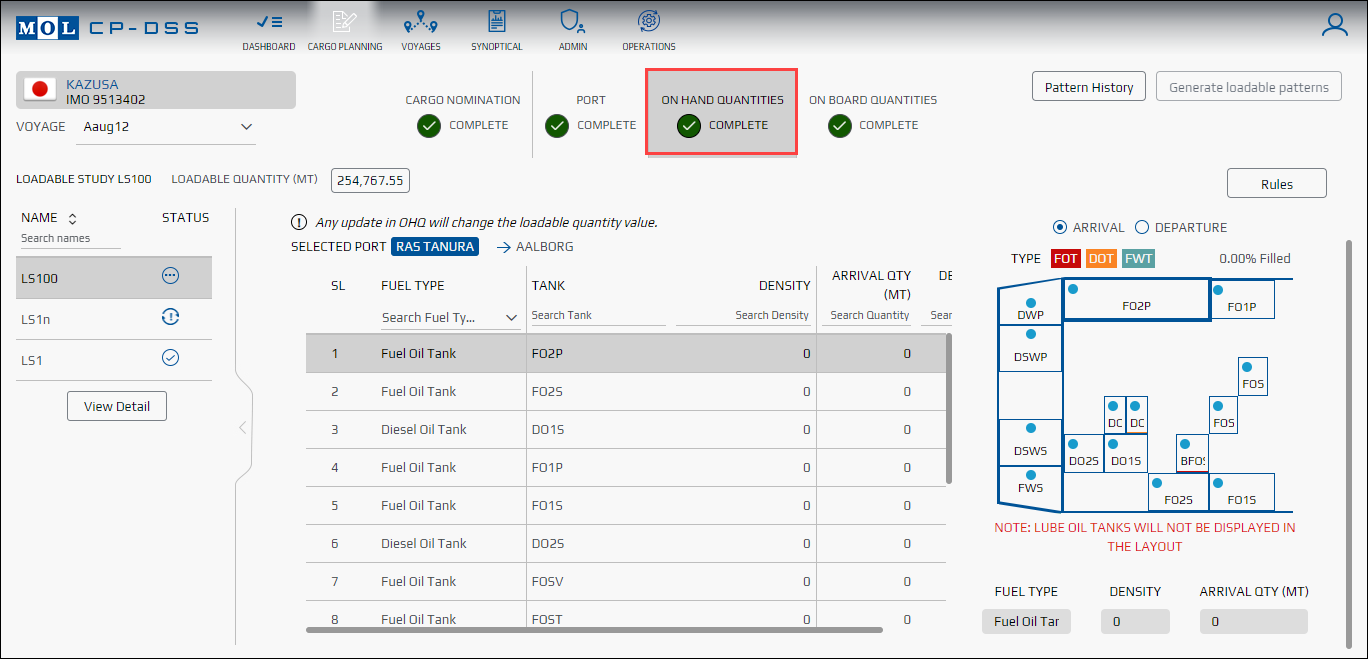 MOL CP-DSS
DASHBOARD CARGO PLANNING VOYAGES SYNOPTICAL ADMIN OPERATIONS
KAZUSA
IMO 9513402
VOYAGE Aaug12
CARGO NOMINATION PORT ON HAND QUANTITIES ON BOARD QUANTITIES
COMPLETE COMPLETE COMPLETE COMPLETE
Pattern History Generate loadable patterns
LOADABLE STUDY LS100 LOADABLE QUANTITY (MT) 254,767.55
Rules
NAME STATUS
Search names
LS100
LS1n
LS1
View Detail
Any update in OHQ will change the loadable quantity value.
SELECTED PORT RAS TANURA AALBORG
SL FUEL TYPE TANK DENSITY ARRIVAL QTY (MT) DE
Search Fuel Ty... Search Tank Search Density Search Quantity Sear
1 Fuel Oil Tank FO2P 0 0
2 Fuel Oil Tank FO2S 0 0
3 Diesel Oil Tank DO1S 0 0
4 Fuel Oil Tank FO1P 0 0
5 Fuel Oil Tank FO1S 0 0
6 Diesel Oil Tank DO2S 0 0
7 Fuel Oil Tank FOSV 0 0
8 Fuel Oil Tank FOST 0 0
ARRIVAL DEPARTURE
TYPE FOT DOT FWT 0.00% Filled
DWP FO2P FO1P
DSWP
FOS
DC DC FOS
DSWS DO2S DO1S BFOS
FWS FO2S FO1S
NOTE: LUBE OIL TANKS WILL NOT BE DISPLAYED IN
THE LAYOUT
FUEL TYPE DENSITY ARRIVAL QTY (MT)
Fuel Oil Tar 0 0